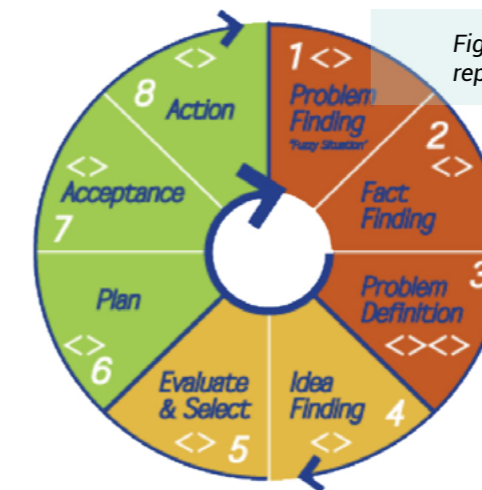 Fig
rep
1 <>
Problem
Finding
"Fuzzy Situation"
2
<>
Fact
Finding
3
Problem
Definition
<><>
Idea
Finding
4
<>
Evaluate
& Select
<> 5
Plan
<>
6
<>
Acceptance
7
<>
8
Action